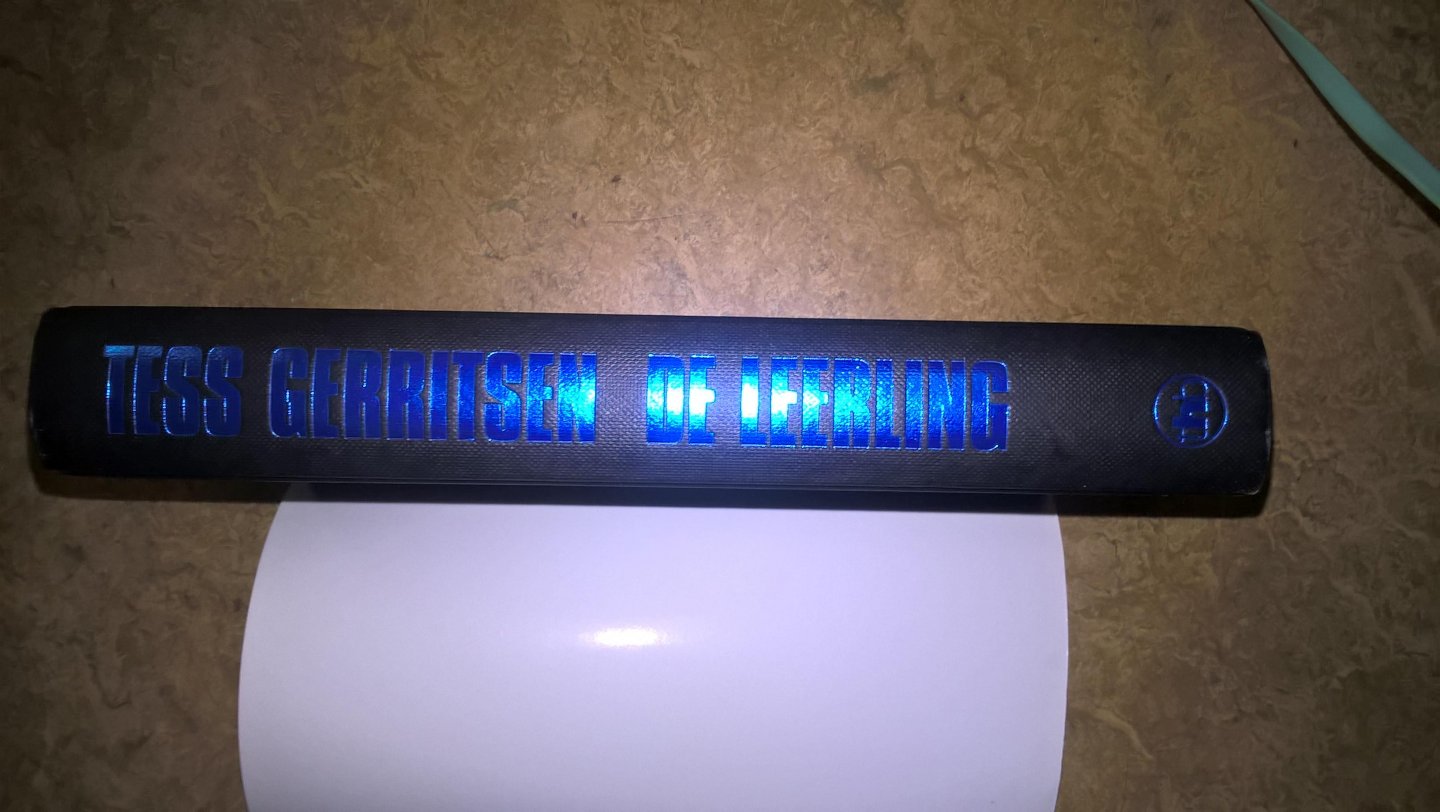 TESS GERRITSEN DE LEERLING